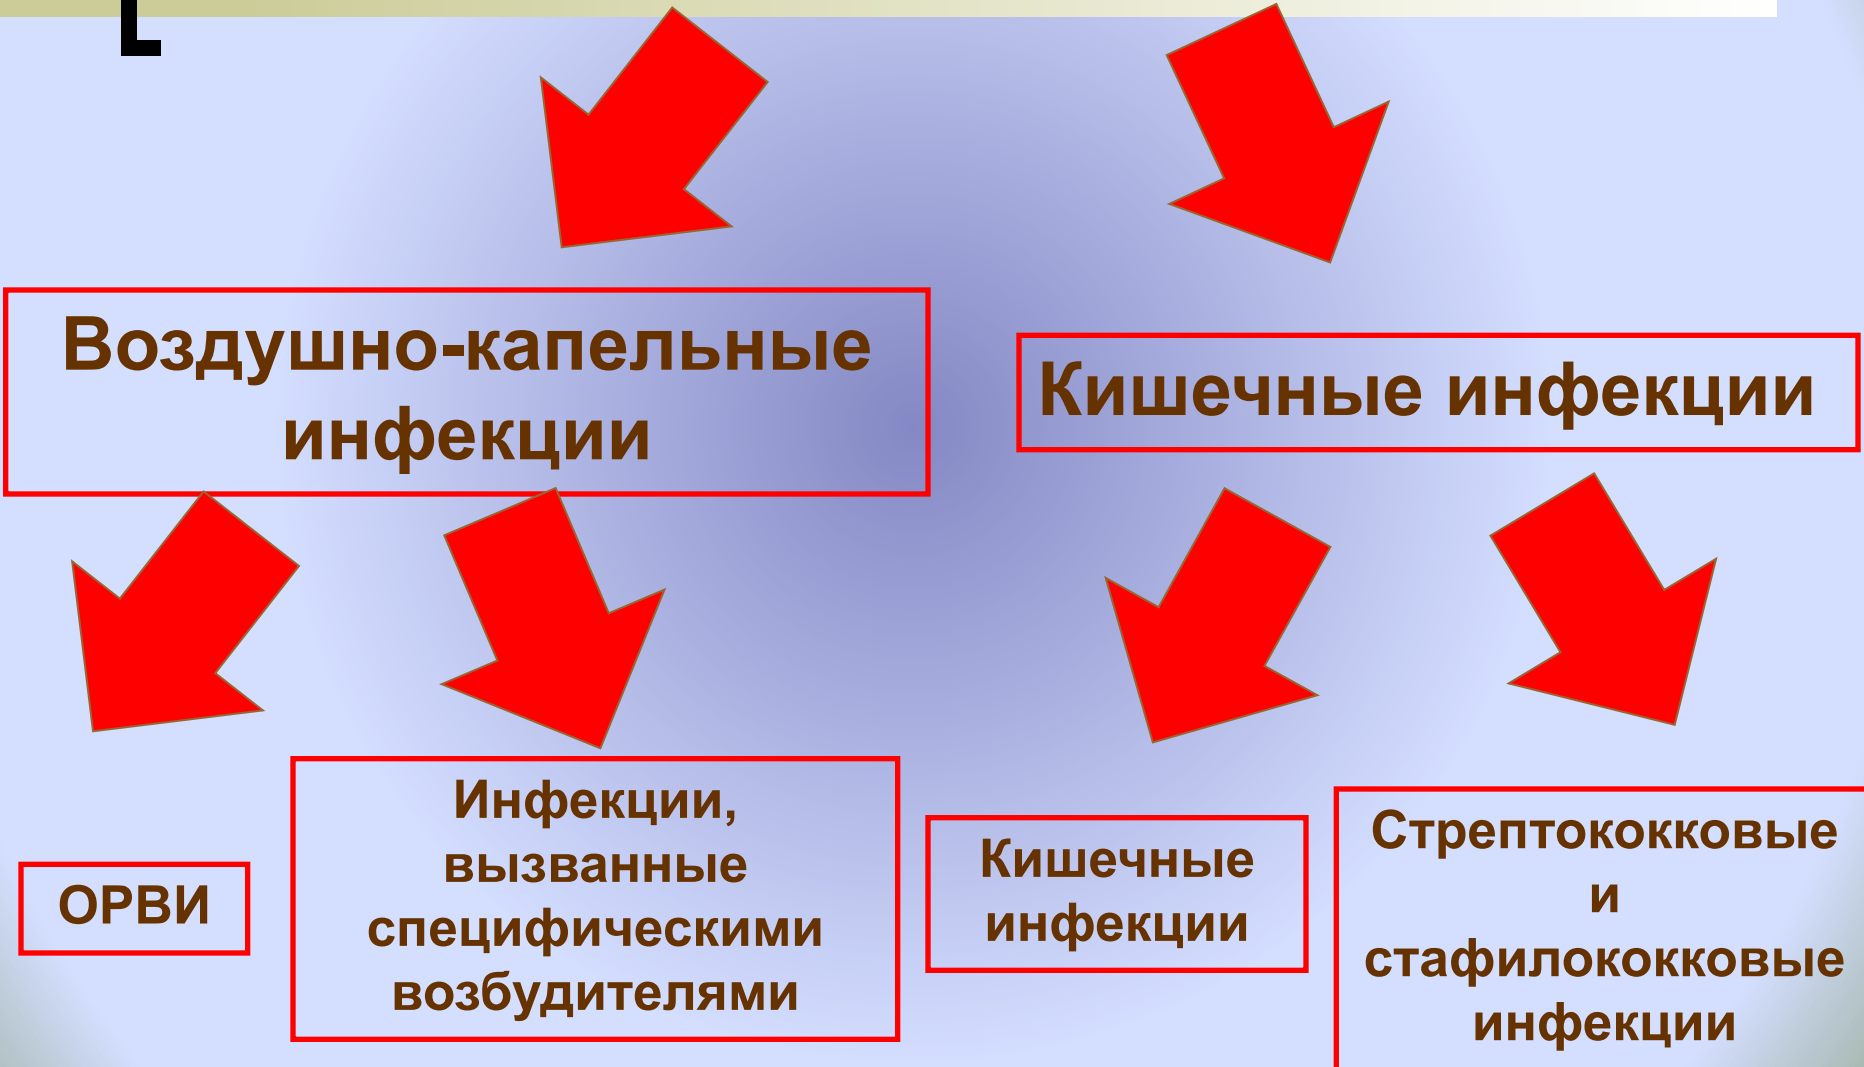 Воздушно-капельные
инфекции
Кишечные инфекции
ОРВИ
Инфекции,
вызванные
специфическими
возбудителями
Кишечные
инфекции
Стрептококковые
и
стафилококковые
инфекции